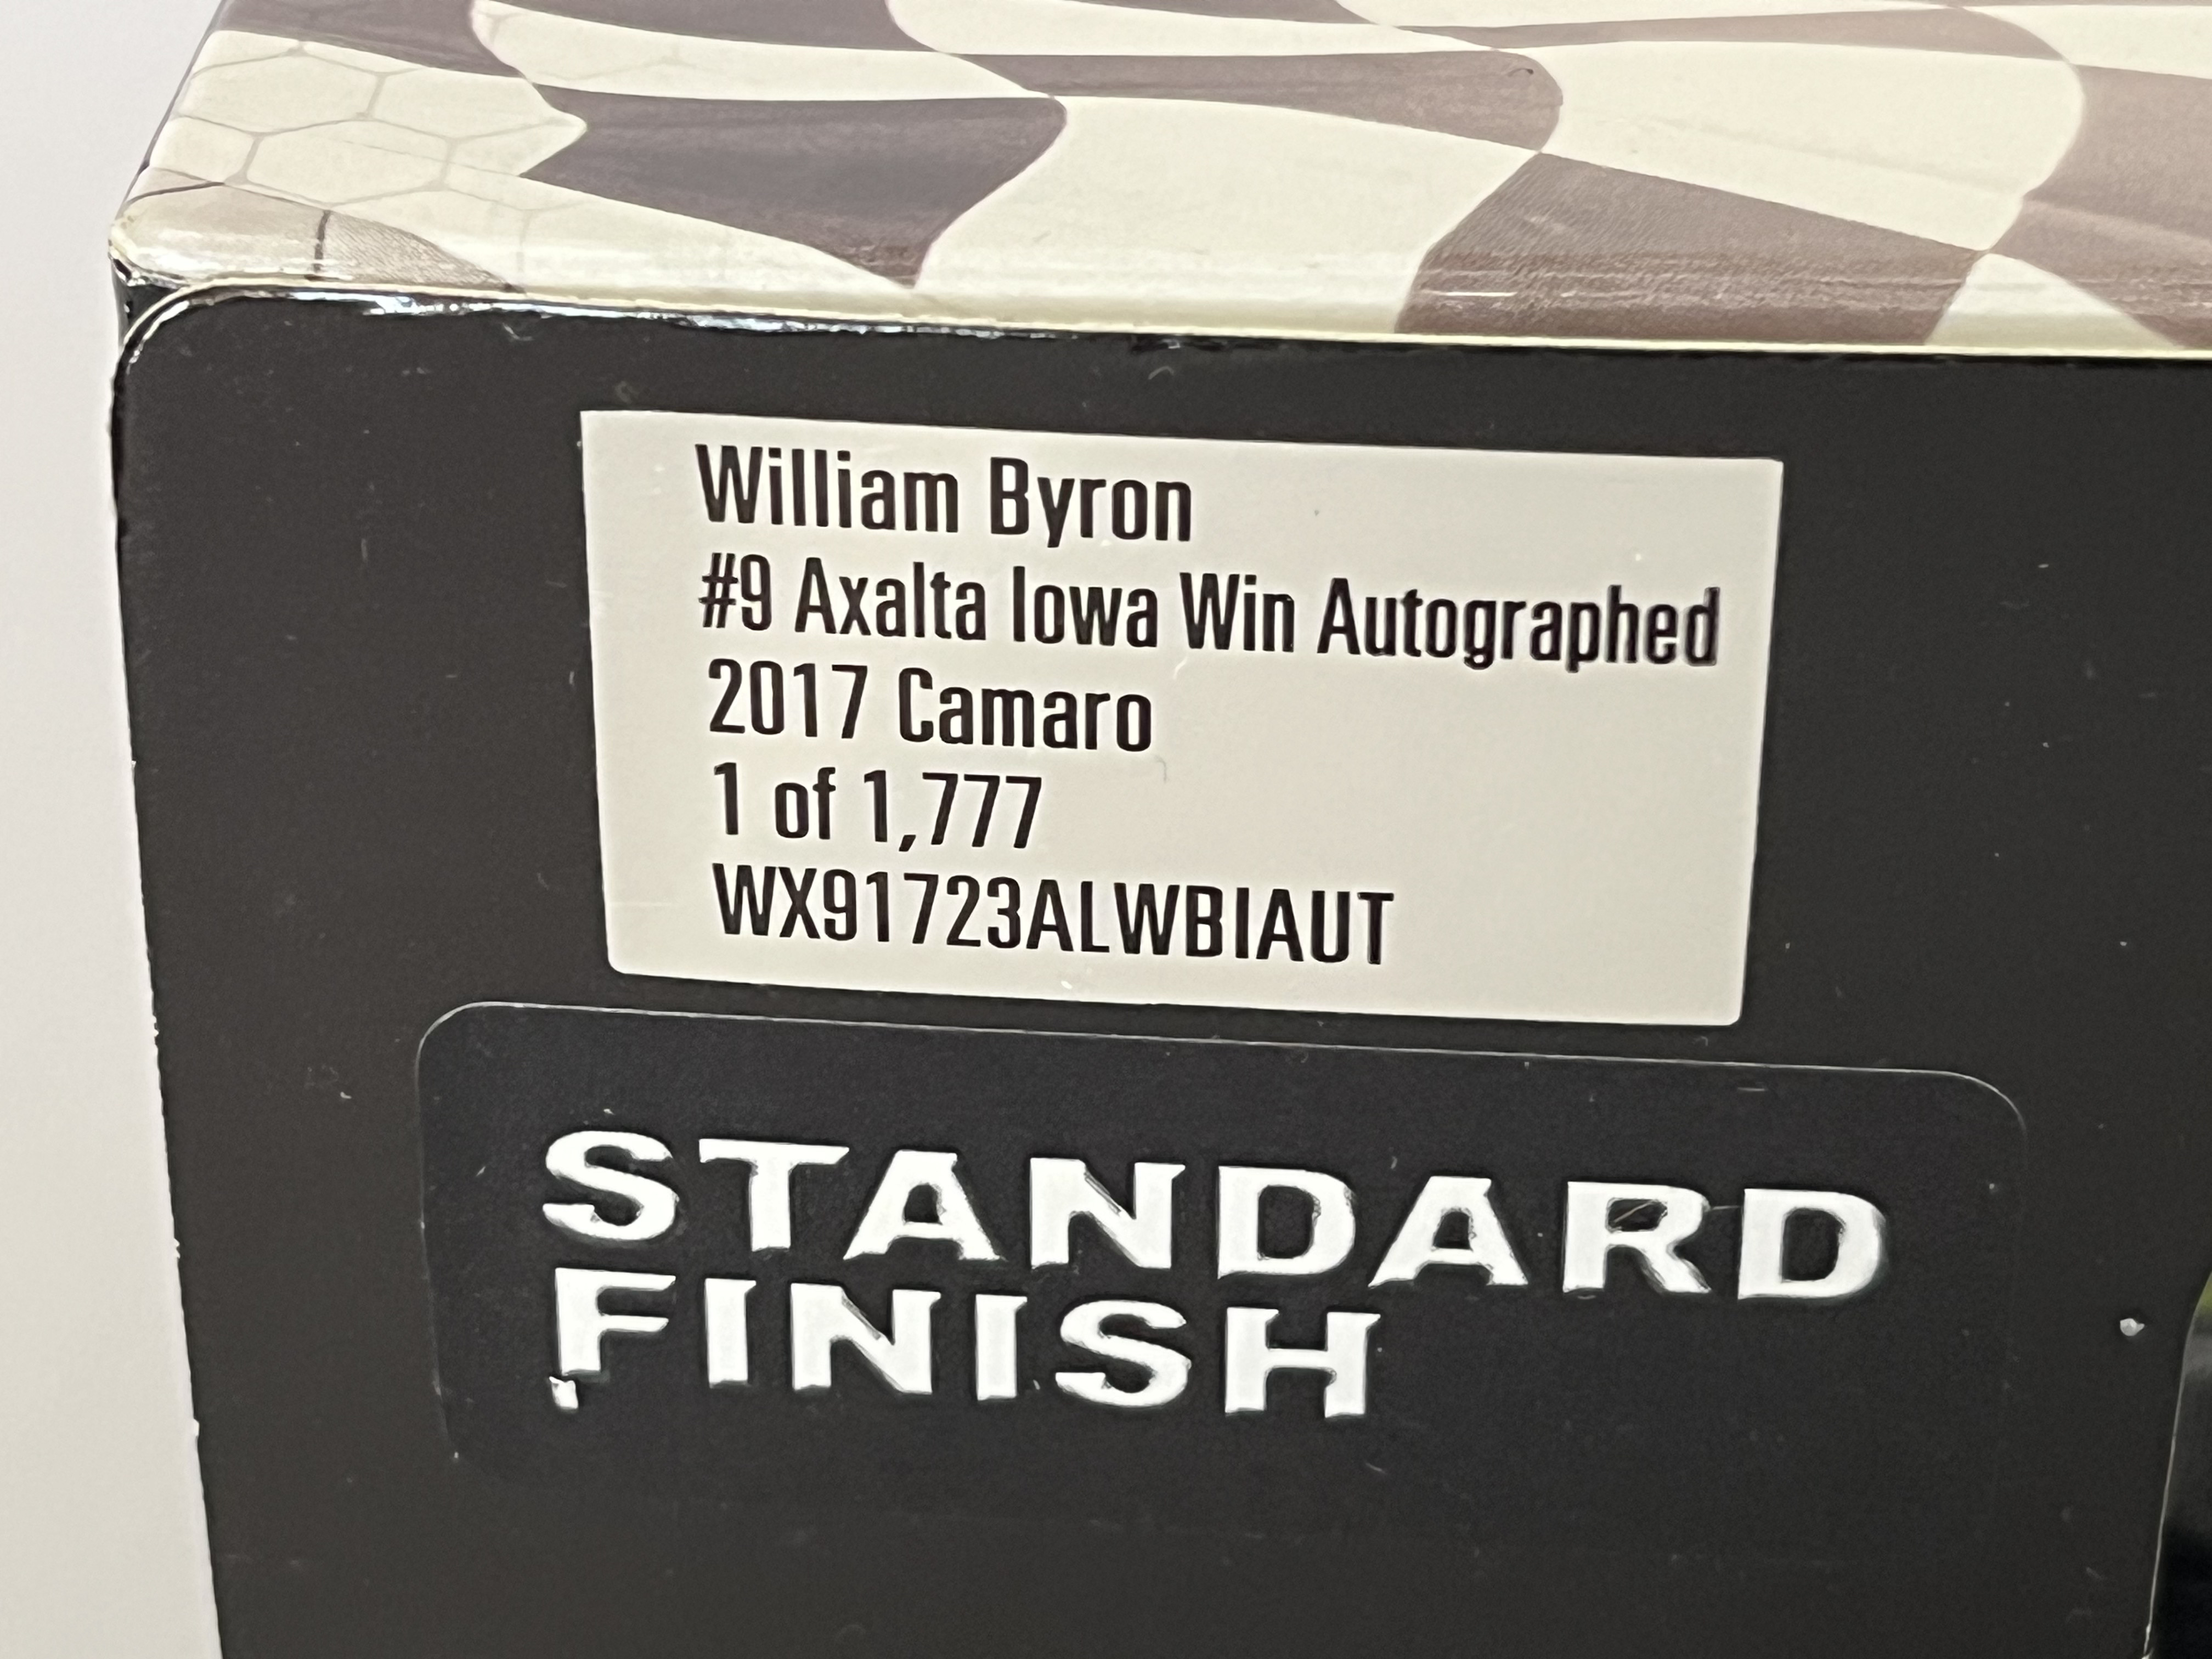 William Byron
#9 Axalta Iowa Win Autographed
2017 Camaro
1 of 1,777
WX91723ALWBIAUT
STANDARD
FINISH